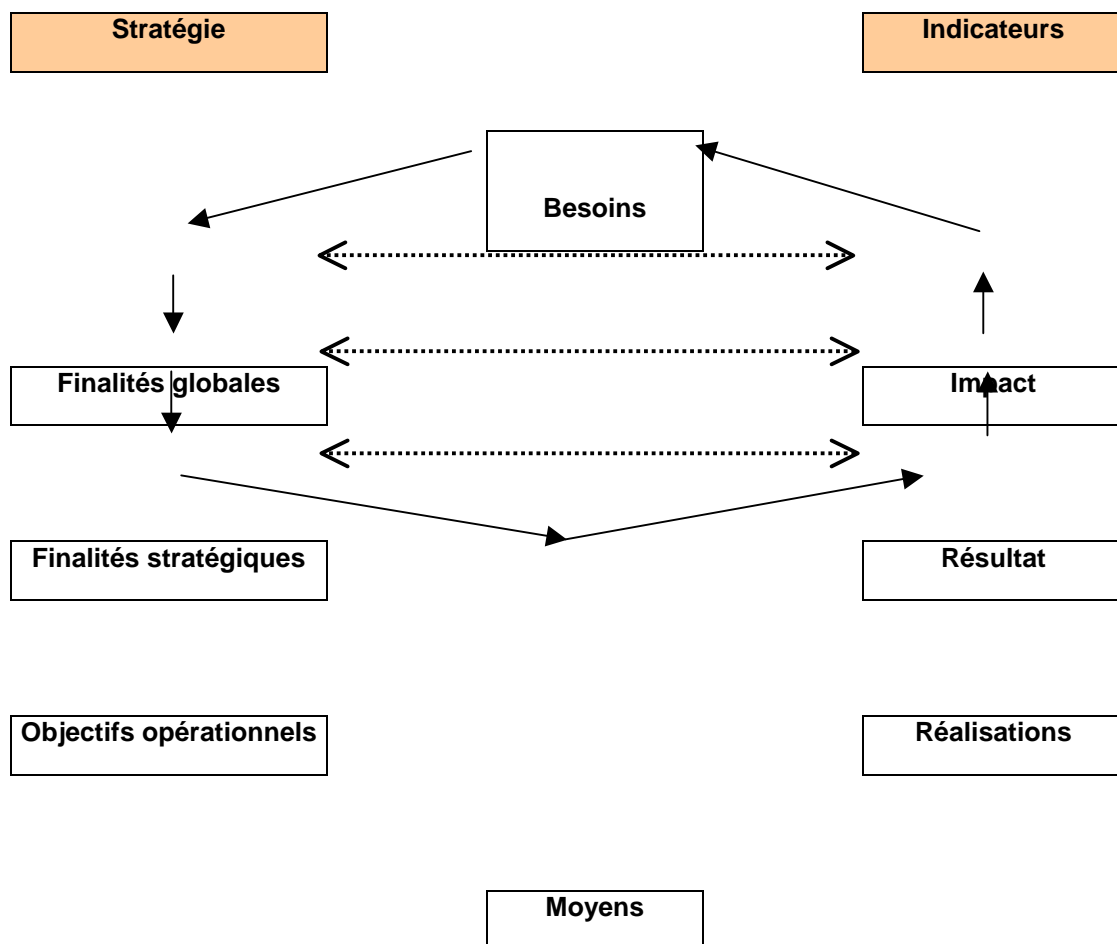 Stratégie
Indicateurs
Besoins
Finalités globales
Impact
Finalités stratégiques
Résultat
Objectifs opérationnels
Réalisations
Moyens